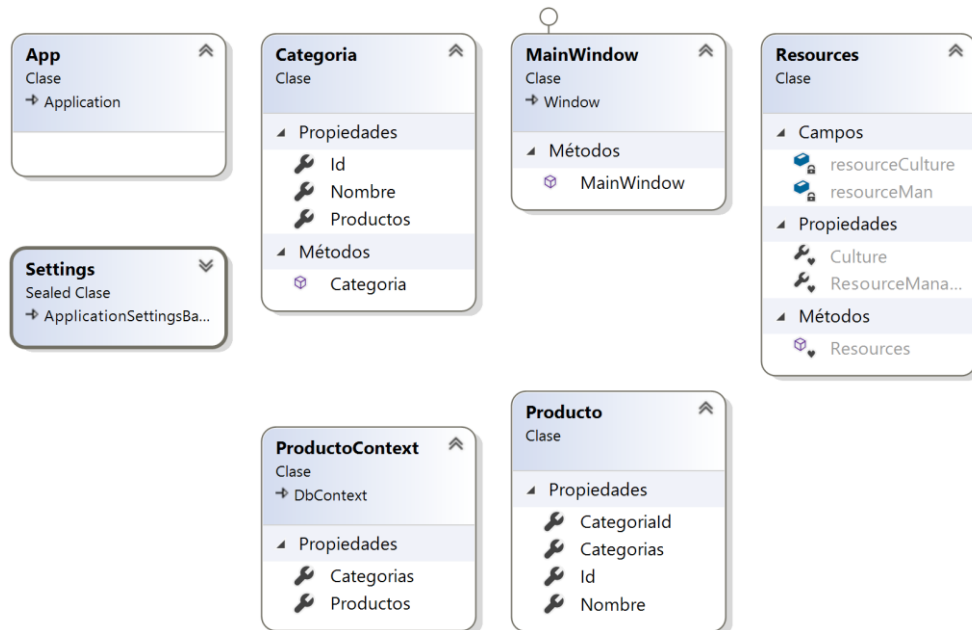 App
Clase
Application
Categoria
Clase
Propiedades
Id
Nombre
Productos
Métodos
Categoria
MainWindow
Clase
Window
Métodos
MainWindow
Resources
Clase
Campos
resourceCulture
resourceMan
Propiedades
Culture
ResourceMana...
Métodos
Resources
Settings
Sealed Clase
ApplicationSettingsBa...
ProductoContext
Clase
DbContext
Propiedades
Categorias
Productos
Producto
Clase
Propiedades
CategoriaId
Categorias
Id
Nombre